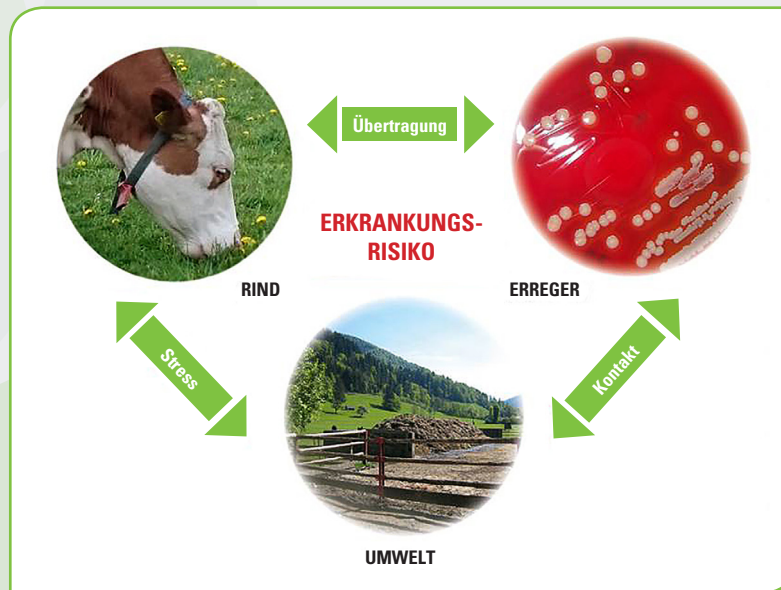 Übertragung
ERKRANKUNGS-
RISIKO
RIND
ERREGER
Stress
Kontakt
UMWELT